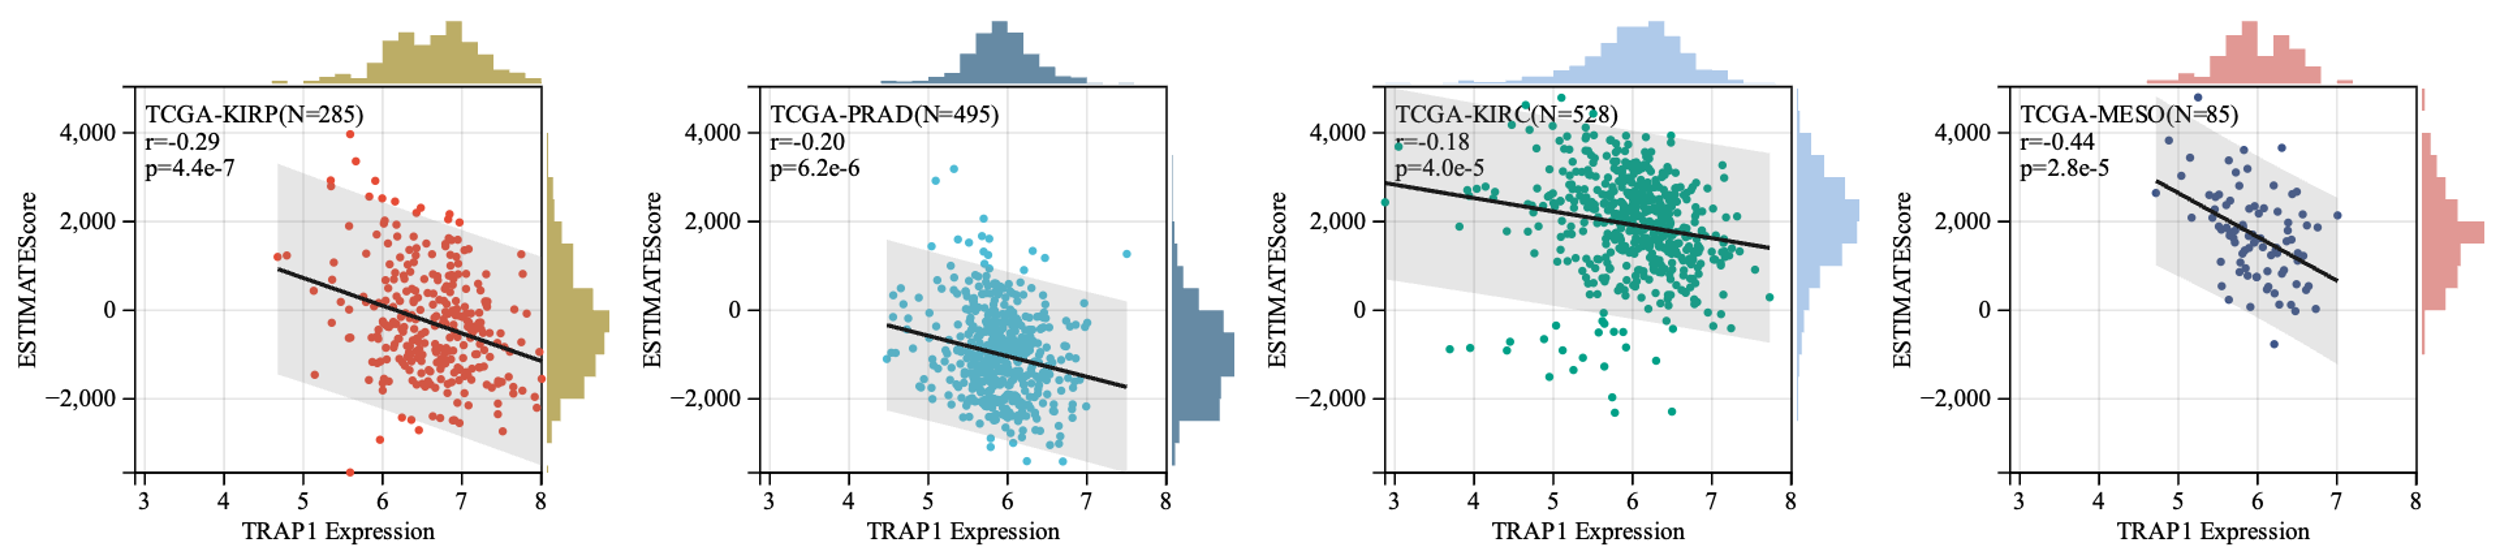 TCGA-KIRP(N=285)
r=-0.29
p=4.4e-7
4,000
2,000
0
−2,000
ESTIMATEScore
3 4 5 6 7 8
TRAP1 Expression
TCGA-PRAD(N=495)
r=-0.20
p=6.2e-6
4,000
2,000
0
−2,000
ESTIMATEScore
3 4 5 6 7 8
TRAP1 Expression
TCGA-KIRC(N=528)
r=-0.18
p=4.0e-5
4,000
2,000
0
−2,000
ESTIMATEScore
3 4 5 6 7 8
TRAP1 Expression
TCGA-MESO(N=85)
r=-0.44
p=2.8e-5
4,000
2,000
0
−2,000
ESTIMATEScore
3 4 5 6 7 8
TRAP1 Expression